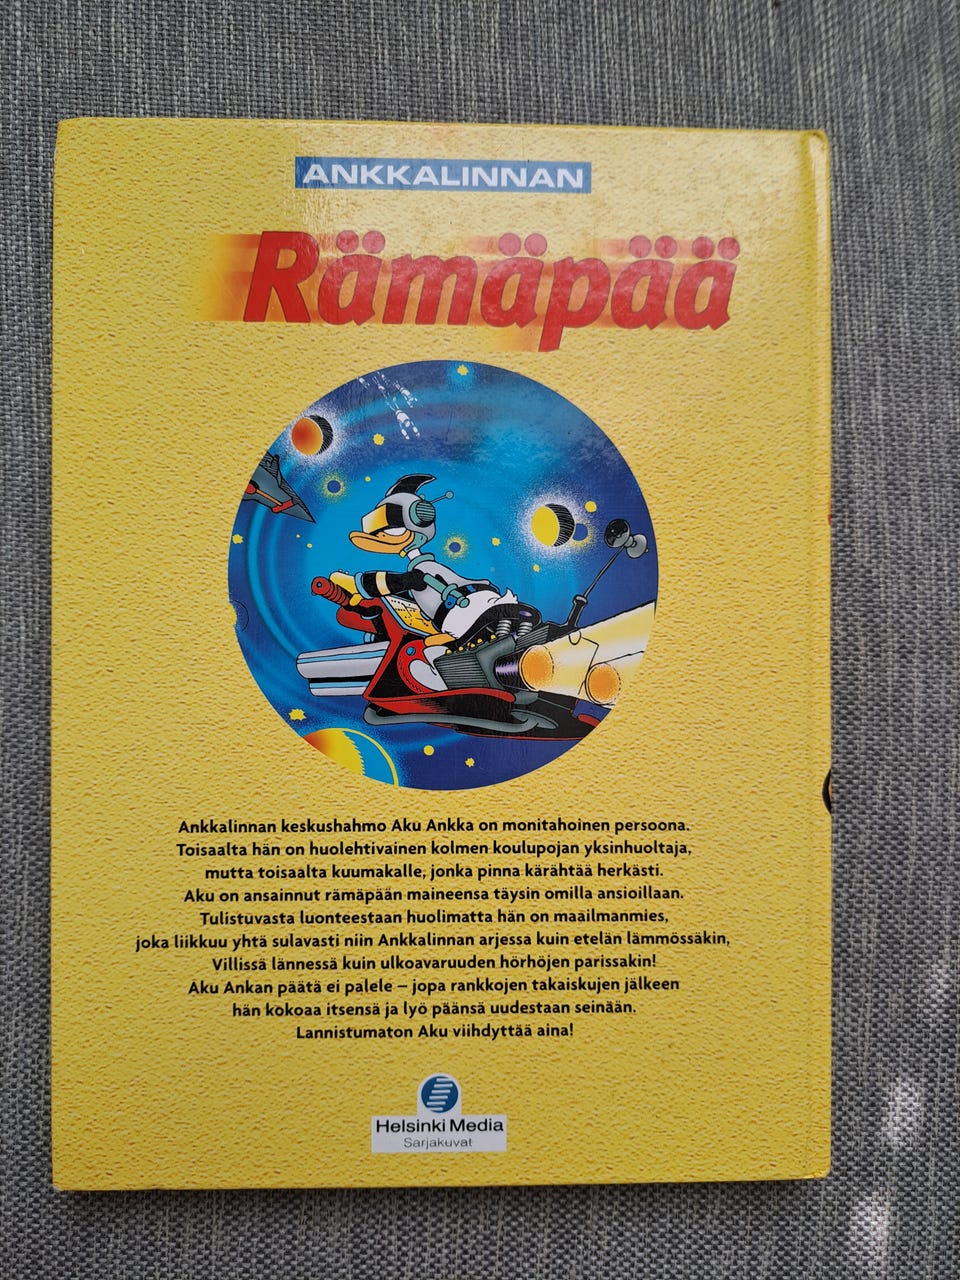 ANKKALINNAN
Rämäpää
Ankkalinnan keskushahmo Aku Ankka on monitahoinen persoona.
Toisaalta hän on huolehtivainen kolmen koulupojan yksinhuoltaja,
mutta toisaalta kuumakalle, jonka pinna kärähtää herkästi.
Aku on ansainnut rämäpään maineensa täysin omilla ansioillaan.
Tulistuvasta luonteestaan huolimatta hän on maailmanmies,
joka liikkuu yhtä sulavasti niin Ankkalinnan arjessa kuin etelän lämmössäkin,
Villissä lännessä kuin ulkoavaruuden hörhöjen parissakin!
Aku Ankan päätä ei palele – jopa rankkojen takaiskujen jälkeen
hän kokoaa itsensä ja lyö päänsä uudestaan seinään.
Lannistumaton Aku viihdyttää aina!
Helsinki Media
Sarjakuvat